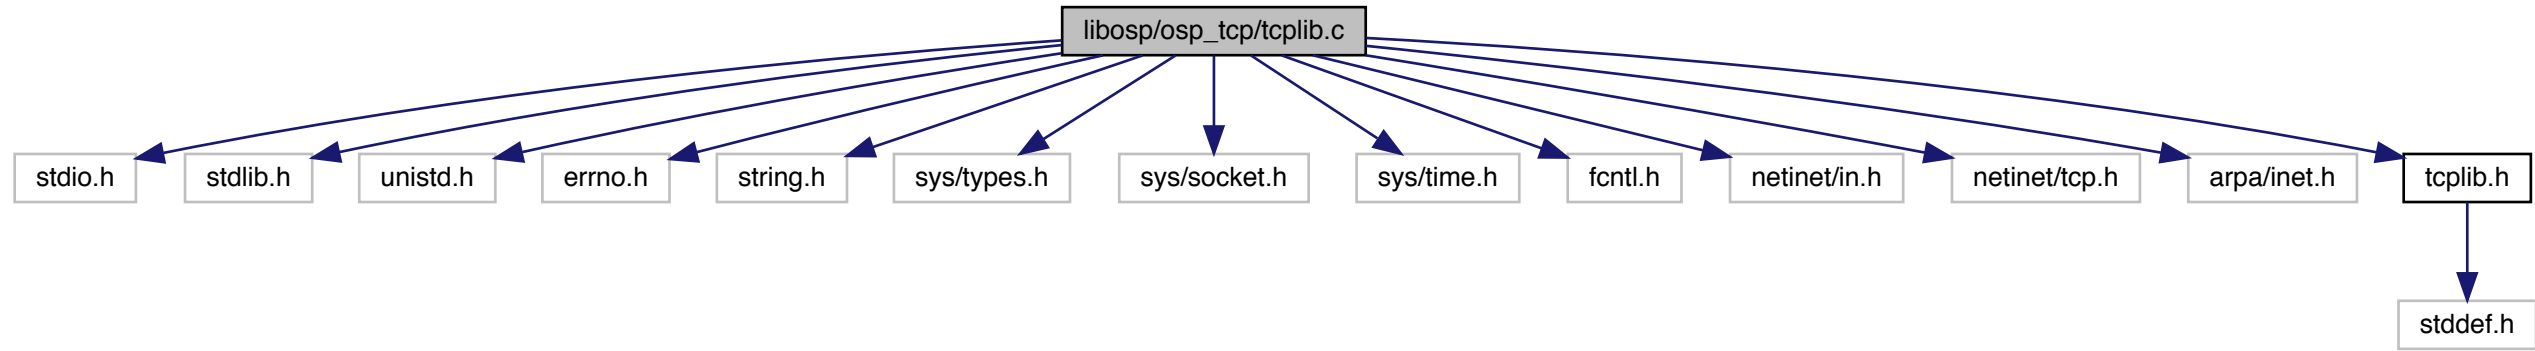 libosp/osp_tcp/tcplib.c
stdio.h
stdlib.h
unistd.h
errno.h
string.h
sys/types.h
sys/socket.h
sys/time.h
fcntl.h
netinet/in.h
netinet/tcp.h
arpa/inet.h
tcplib.h
stddef.h